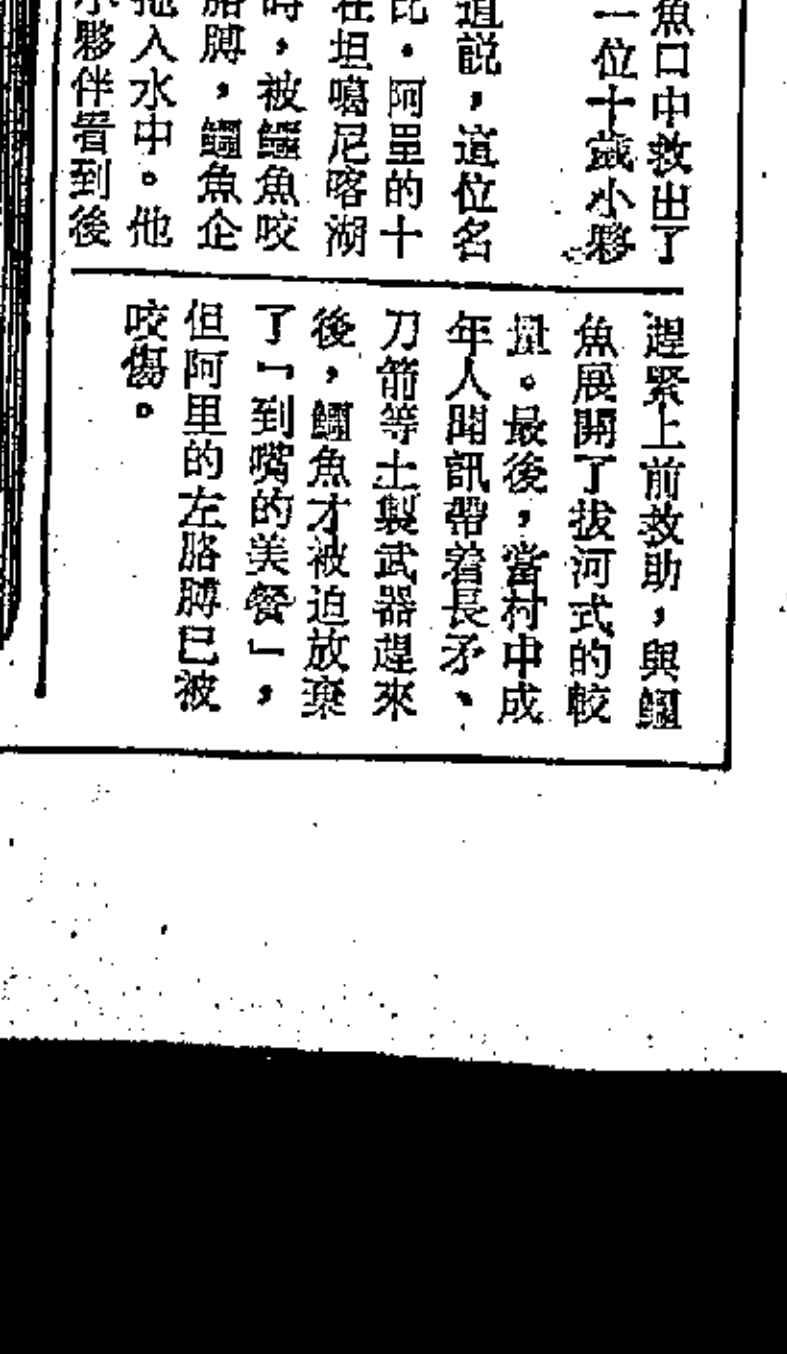 魚口中救出了
一位十歲小夥
道説，這位名
比·阿里的十
在坦噶尼喀湖
時，被鱷魚咬
胳膊，鱷魚企
拖入水中。他
小夥伴看到後
趕緊上前救助，與鱷
魚展開了拔河式的較
量。最後，當村中成
年人聞訊帶着長矛、
刀箭等土製武器趕來
後，鱷魚才被迫放棄
了「到嘴的美餐」，
但阿里的左胳膊已被
咬傷。